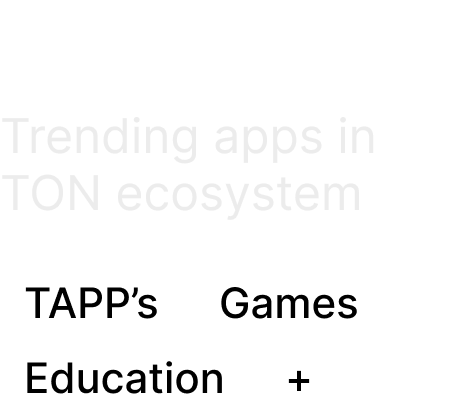 Trending apps in
TON ecosystem
TAPP’s Games
Education +